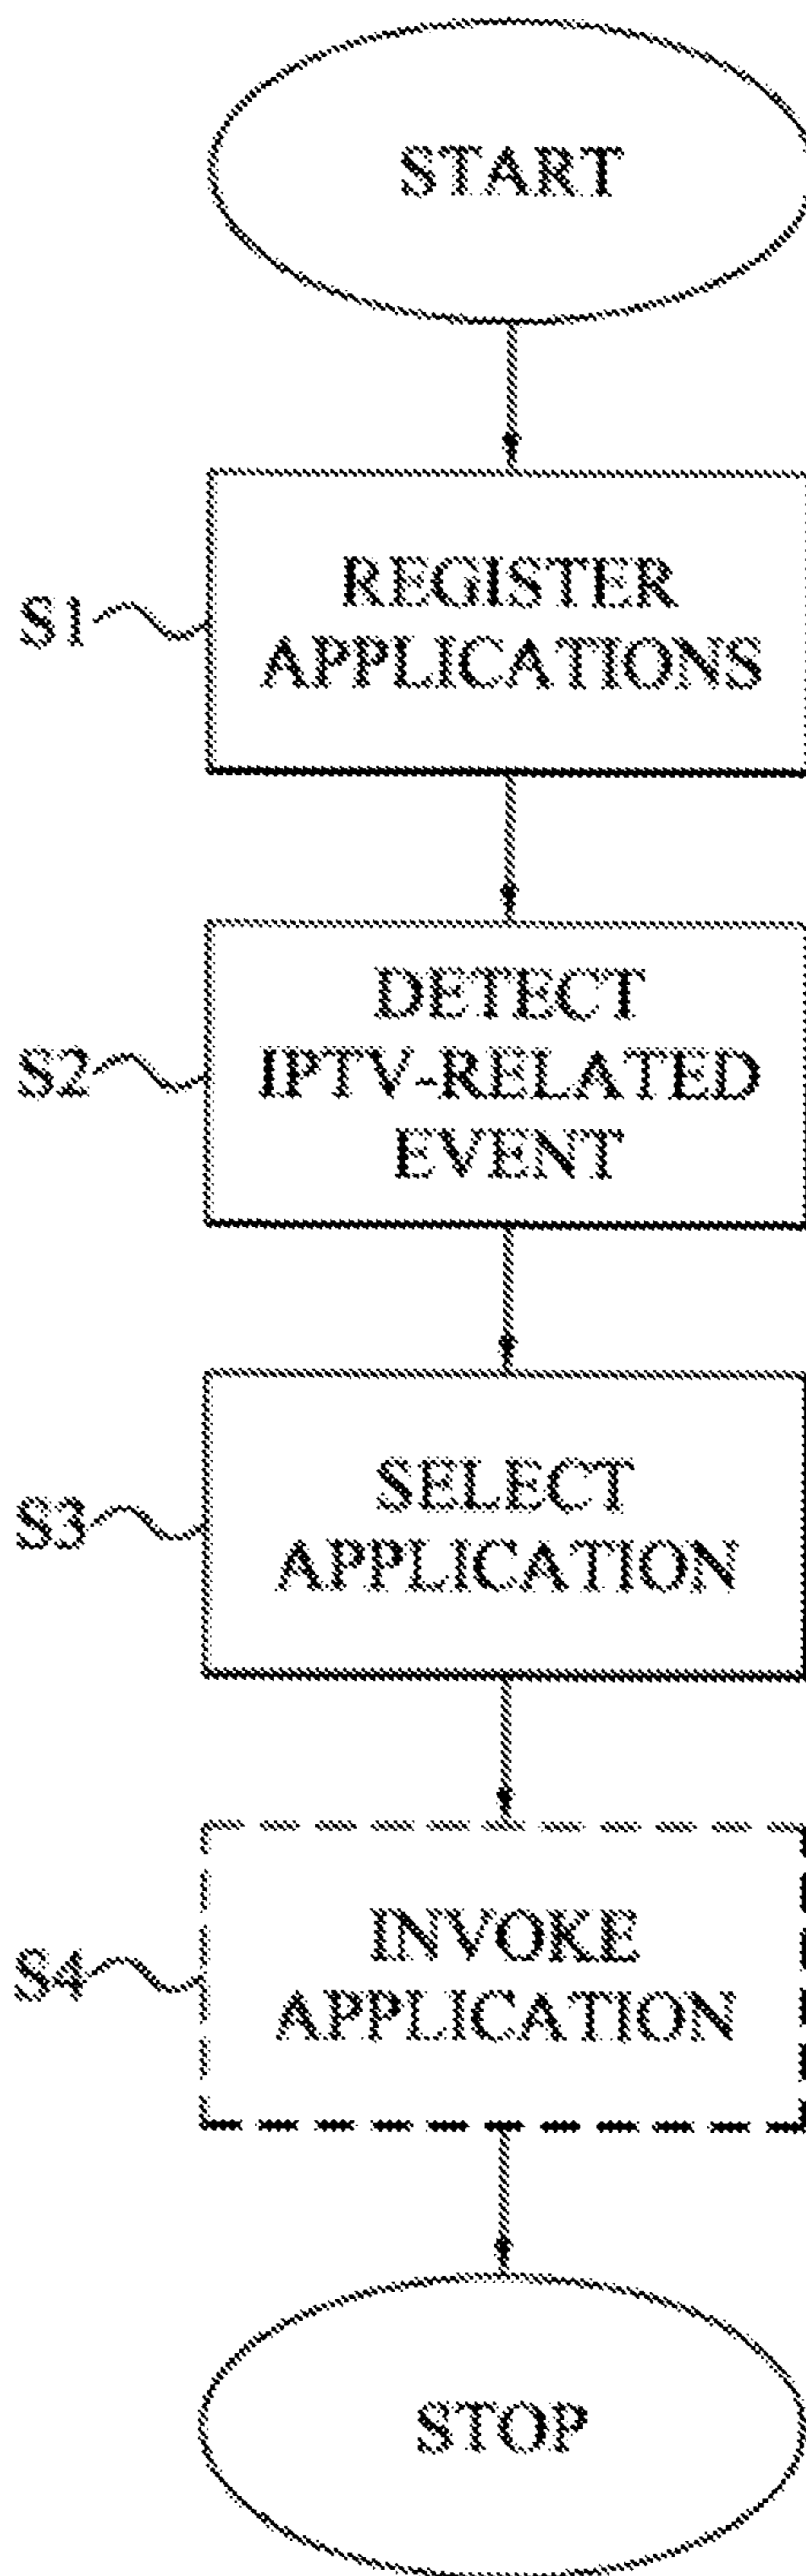 START
S1
REGISTER
APPLICATIONS
S2
DETECT
IPTV-RELATED
EVENT
S3
SELECT
APPLICATION
S4
INVOKE
APPLICATION
STOP